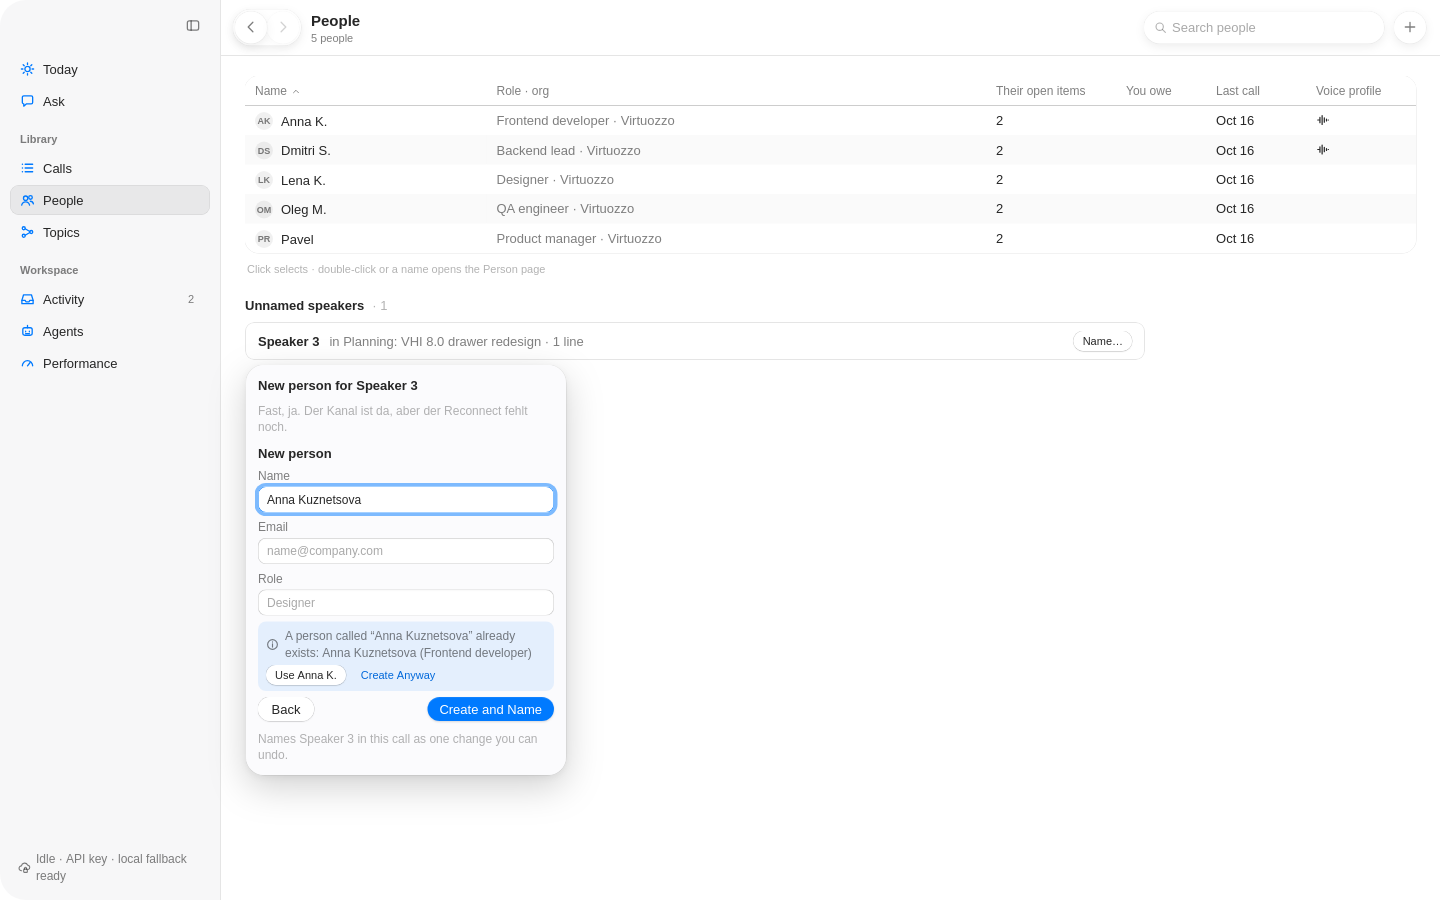 People
5 people
Search people
Today
Ask
Library
Calls
People
Topics
Workspace
Activity 2
Agents
Performance
Idle · API key · local fallback
ready
Name Role · org Their open items You owe Last call Voice profile
AK Anna K. Frontend developer · Virtuozzo 2 Oct 16
DS Dmitri S. Backend lead · Virtuozzo 2 Oct 16
LK Lena K. Designer · Virtuozzo 2 Oct 16
OM Oleg M. QA engineer · Virtuozzo 2 Oct 16
PR Pavel Product manager · Virtuozzo 2 Oct 16
Click selects · double-click or a name opens the Person page
Unnamed speakers · 1
Speaker 3 in Planning: VHI 8.0 drawer redesign · 1 line Name…
New person for Speaker 3
Fast, ja. Der Kanal ist da, aber der Reconnect fehlt
noch.
New person
Name
Anna Kuznetsova
Email
name@company.com
Role
Designer
A person called “Anna Kuznetsova” already
exists: Anna Kuznetsova (Frontend developer)
Use Anna K. Create Anyway
Back Create and Name
Names Speaker 3 in this call as one change you can
undo.